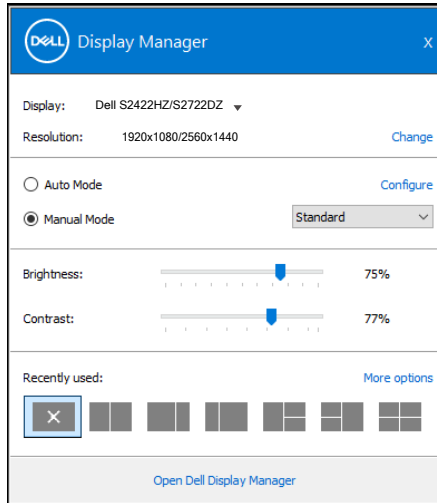 DELL Display Manager X
Display: Dell S2422HZ/S2722DZ
Resolution: 1920x1080/2560x1440 Change
Auto Mode Configure
Manual Mode Standard
Brightness: 75%
Contrast: 77%
Recently used: More options
Open Dell Display Manager